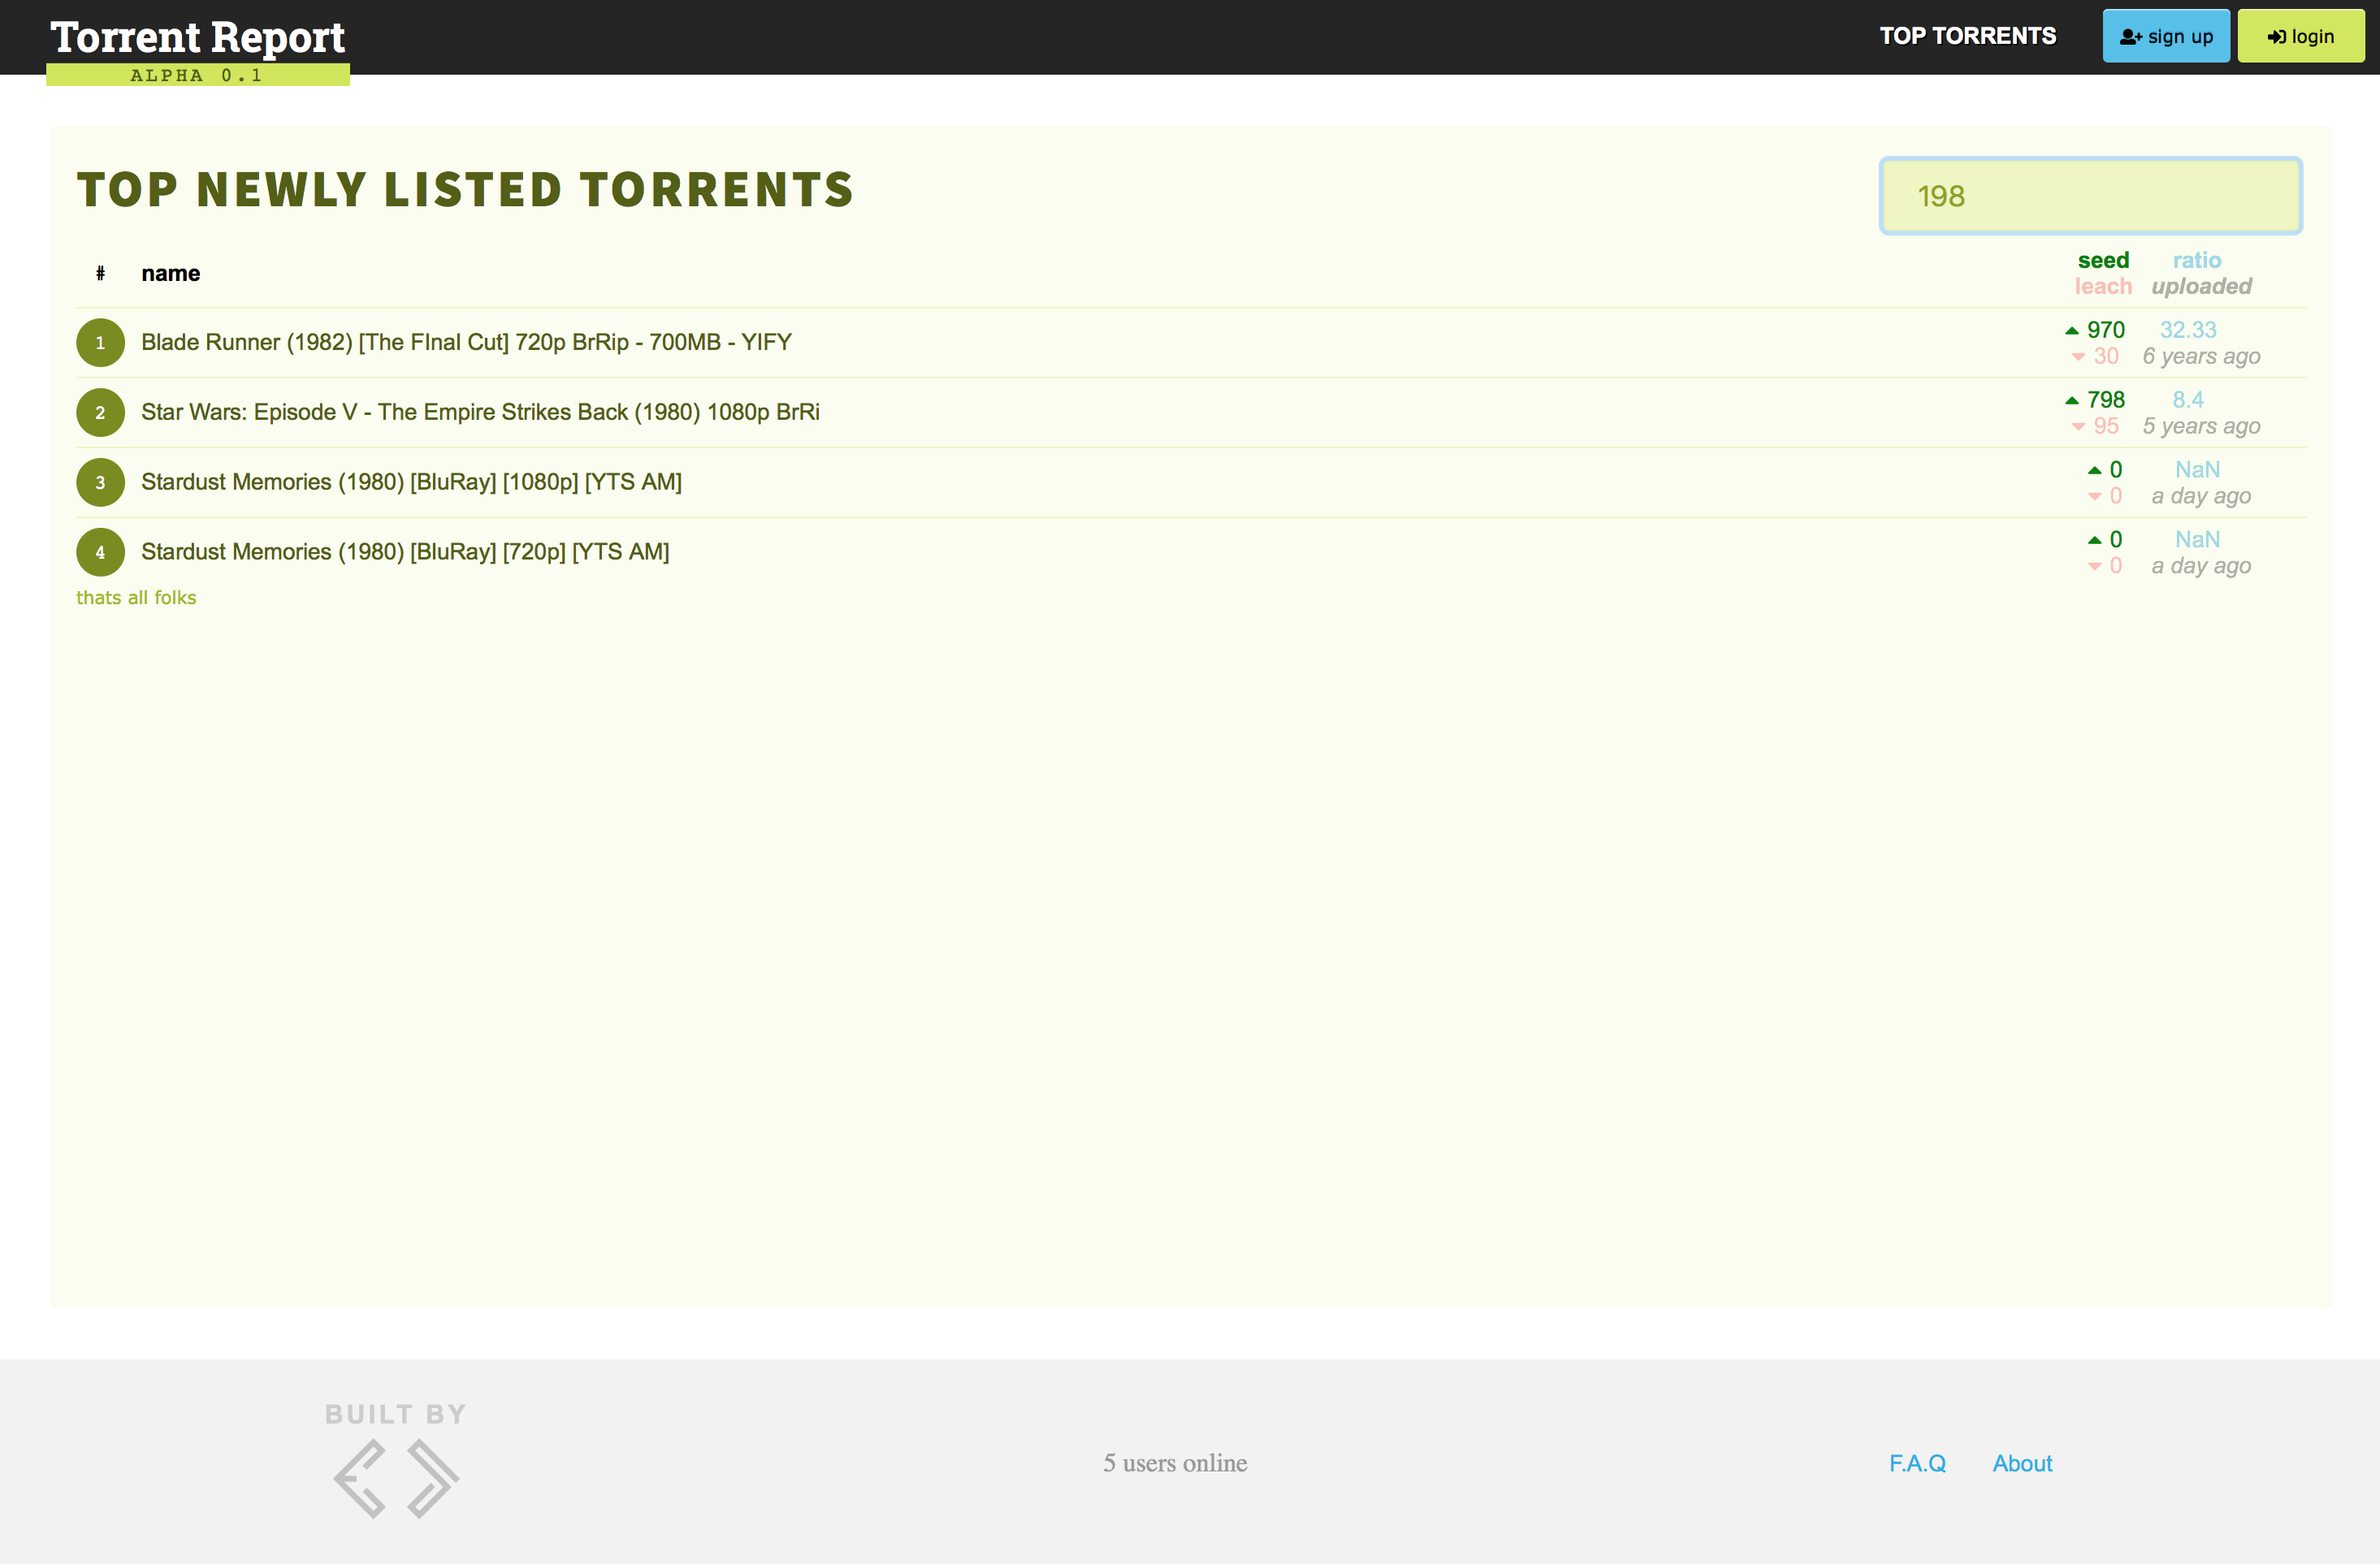 Torrent Report
ALPHA 0.1
TOP TORRENTS
sign up
login
TOP NEWLY LISTED TORRENTS
198
# name
seed ratio
leach uploaded
1 Blade Runner (1982) [The FInal Cut] 720p BrRip - 700MB - YIFY
970 32.33
30 6 years ago
2 Star Wars: Episode V - The Empire Strikes Back (1980) 1080p BrRi
798 8.4
95 5 years ago
3 Stardust Memories (1980) [BluRay] [1080p] [YTS AM]
0 NaN
0 a day ago
4 Stardust Memories (1980) [BluRay] [720p] [YTS AM]
0 NaN
0 a day ago
thats all folks
BUILT BY
5 users online
F.A.Q About